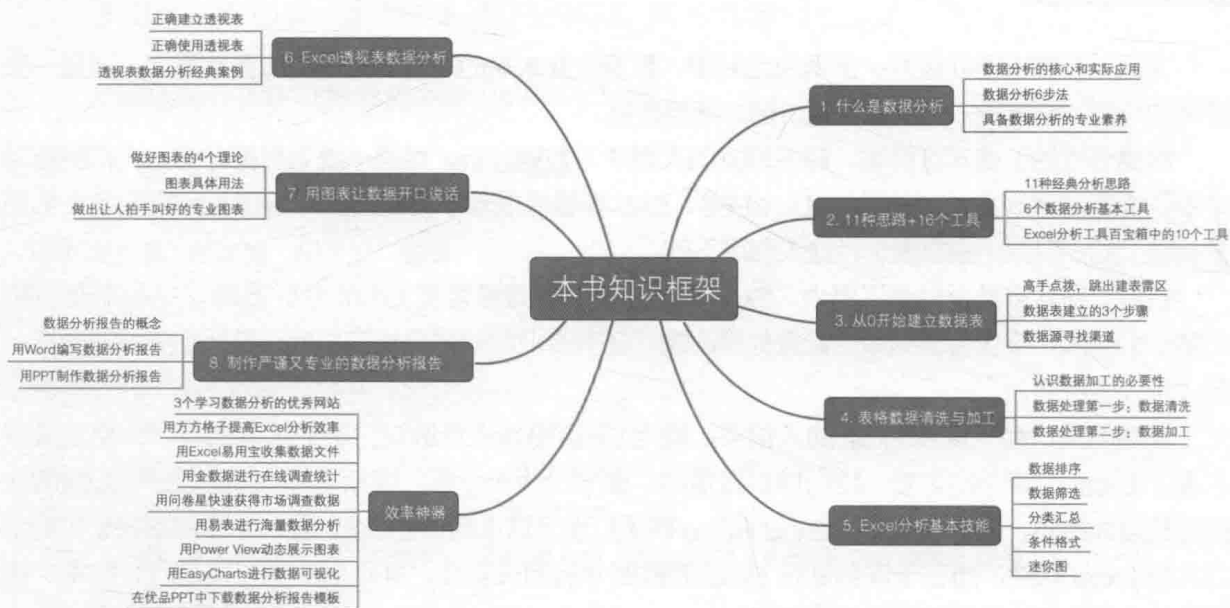 本书知识框架
1. 什么是数据分析
数据分析的核心和实际应用
数据分析6步法
具备数据分析的专业素养
2. 11种思路+16个工具
11种经典分析思路
6个数据分析基本工具
Excel分析工具百宝箱中的10个工具
3. 从0开始建立数据表
高手点拨，跳出建表雷区
数据表建立的3个步骤
数据源寻找渠道
4. 表格数据清洗与加工
认识数据加工的必要性
数据处理第一步：数据清洗
数据处理第二步：数据加工
5. Excel分析基本技能
数据排序
数据筛选
分类汇总
条件格式
迷你图
6. Excel透视表数据分析
正确建立透视表
正确使用透视表
透视表数据分析经典案例
7. 用图表让数据开口说话
做好图表的4个理论
图表具体用法
做出让人拍手叫好的专业图表
8. 制作严谨又专业的数据分析报告
数据分析报告的概念
用Word编写数据分析报告
用PPT制作数据分析报告
效率神器
3个学习数据分析的优秀网站
用方方格子提高Excel分析效率
用Excel易用宝收集数据文件
用金数据进行在线调查统计
用问卷星快速获得市场调查数据
用易表进行海量数据分析
用Power View动态展示图表
用EasyCharts进行数据可视化
在优品PPT中下载数据分析报告模板